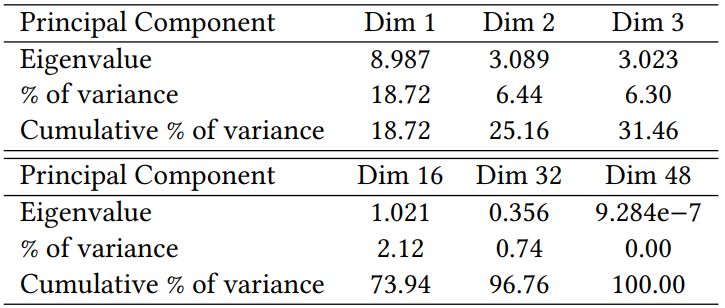 Principal Component Dim 1 Dim 2 Dim 3
Eigenvalue 8.987 3.089 3.023
% of variance 18.72 6.44 6.30
Cumulative % of variance 18.72 25.16 31.46
Principal Component Dim 16 Dim 32 Dim 48
Eigenvalue 1.021 0.356 9.284e−7
% of variance 2.12 0.74 0.00
Cumulative % of variance 73.94 96.76 100.00